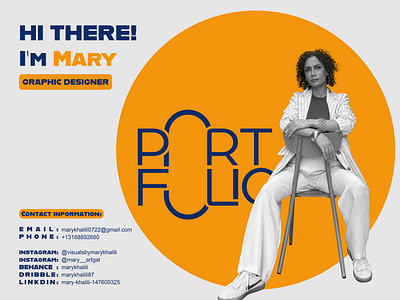 HI THERE!
I'm MARY
GRAPHIC DESIGNER
PORT
FOLIO
CONTACT INFORMATION:
EMAIL: marykhalili0722@gmail.com
PHONE: +13168892680
INSTAGRAM: @visualsbymarykhalili
INSTAGRAM: @mary__artgal
BEHANCE : marykhalili
DRIBBLE: marykhalili87
LINKDIN: mary-khalili-147609325